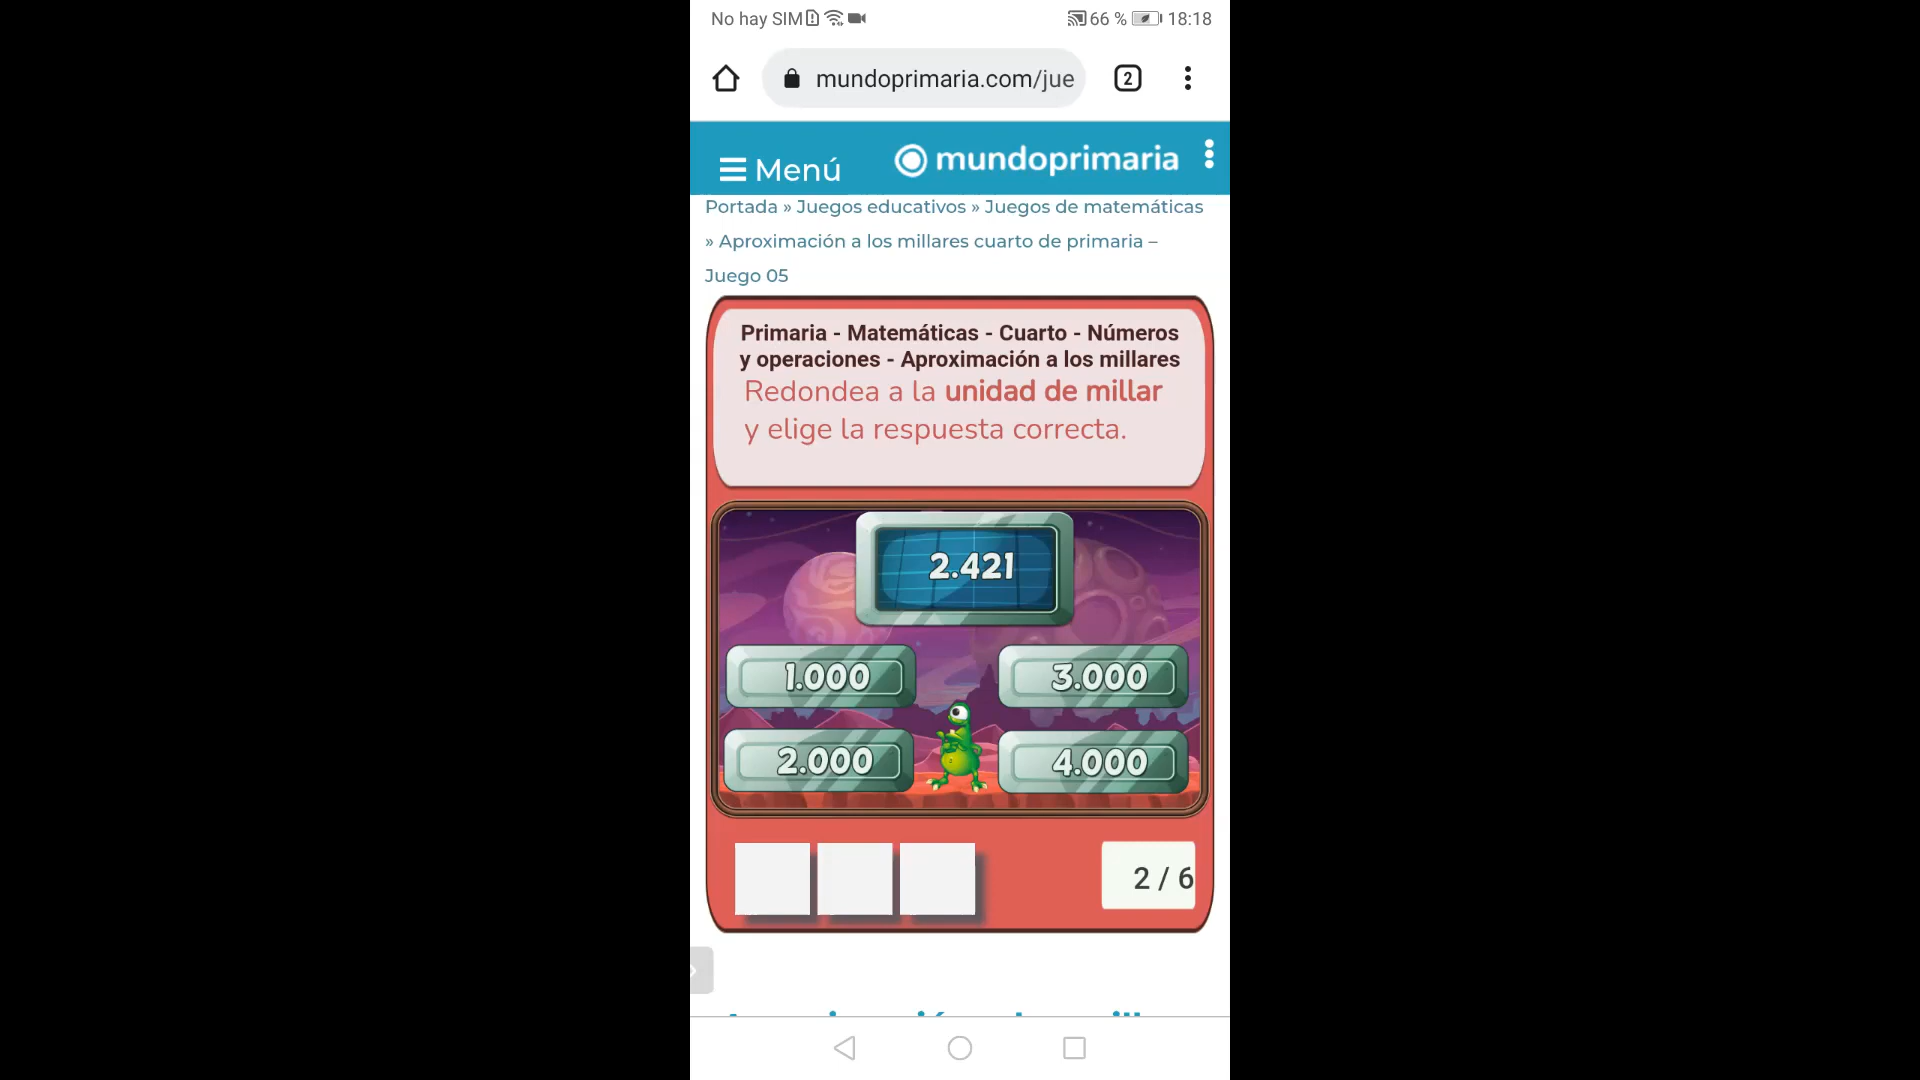 No hay SIM 66 % 18:18
mundoprimaria.com/jue 2
Menú mundoprimaria
Portada » Juegos educativos » Juegos de matemáticas
» Aproximación a los millares cuarto de primaria –
Juego 05
Primaria - Matemáticas - Cuarto - Números
y operaciones - Aproximación a los millares
Redondea a la unidad de millar
y elige la respuesta correcta.
2.421
1.000 3.000
2.000 4.000
2 / 6